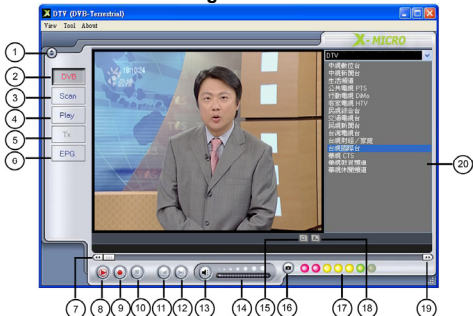 X DTV (DVB-Terrestrial)
View Tool About
X-MICRO
DTV
中視數位台
中視新聞台
生活頻道
公共電視 PTS
行動電視 DiMo
客家電視 HTV
民視綜合台
交通電視台
民視新聞台
台視電視台
台視財經/家庭
台視國際台
華視 CTS
華視教育頻道
華視休閒頻道
DVB
Scan
Play
Tx
EPG
1
2
3
4
5
6
7
8
9
10
11
12
13
14
15
16
17
18
19
20